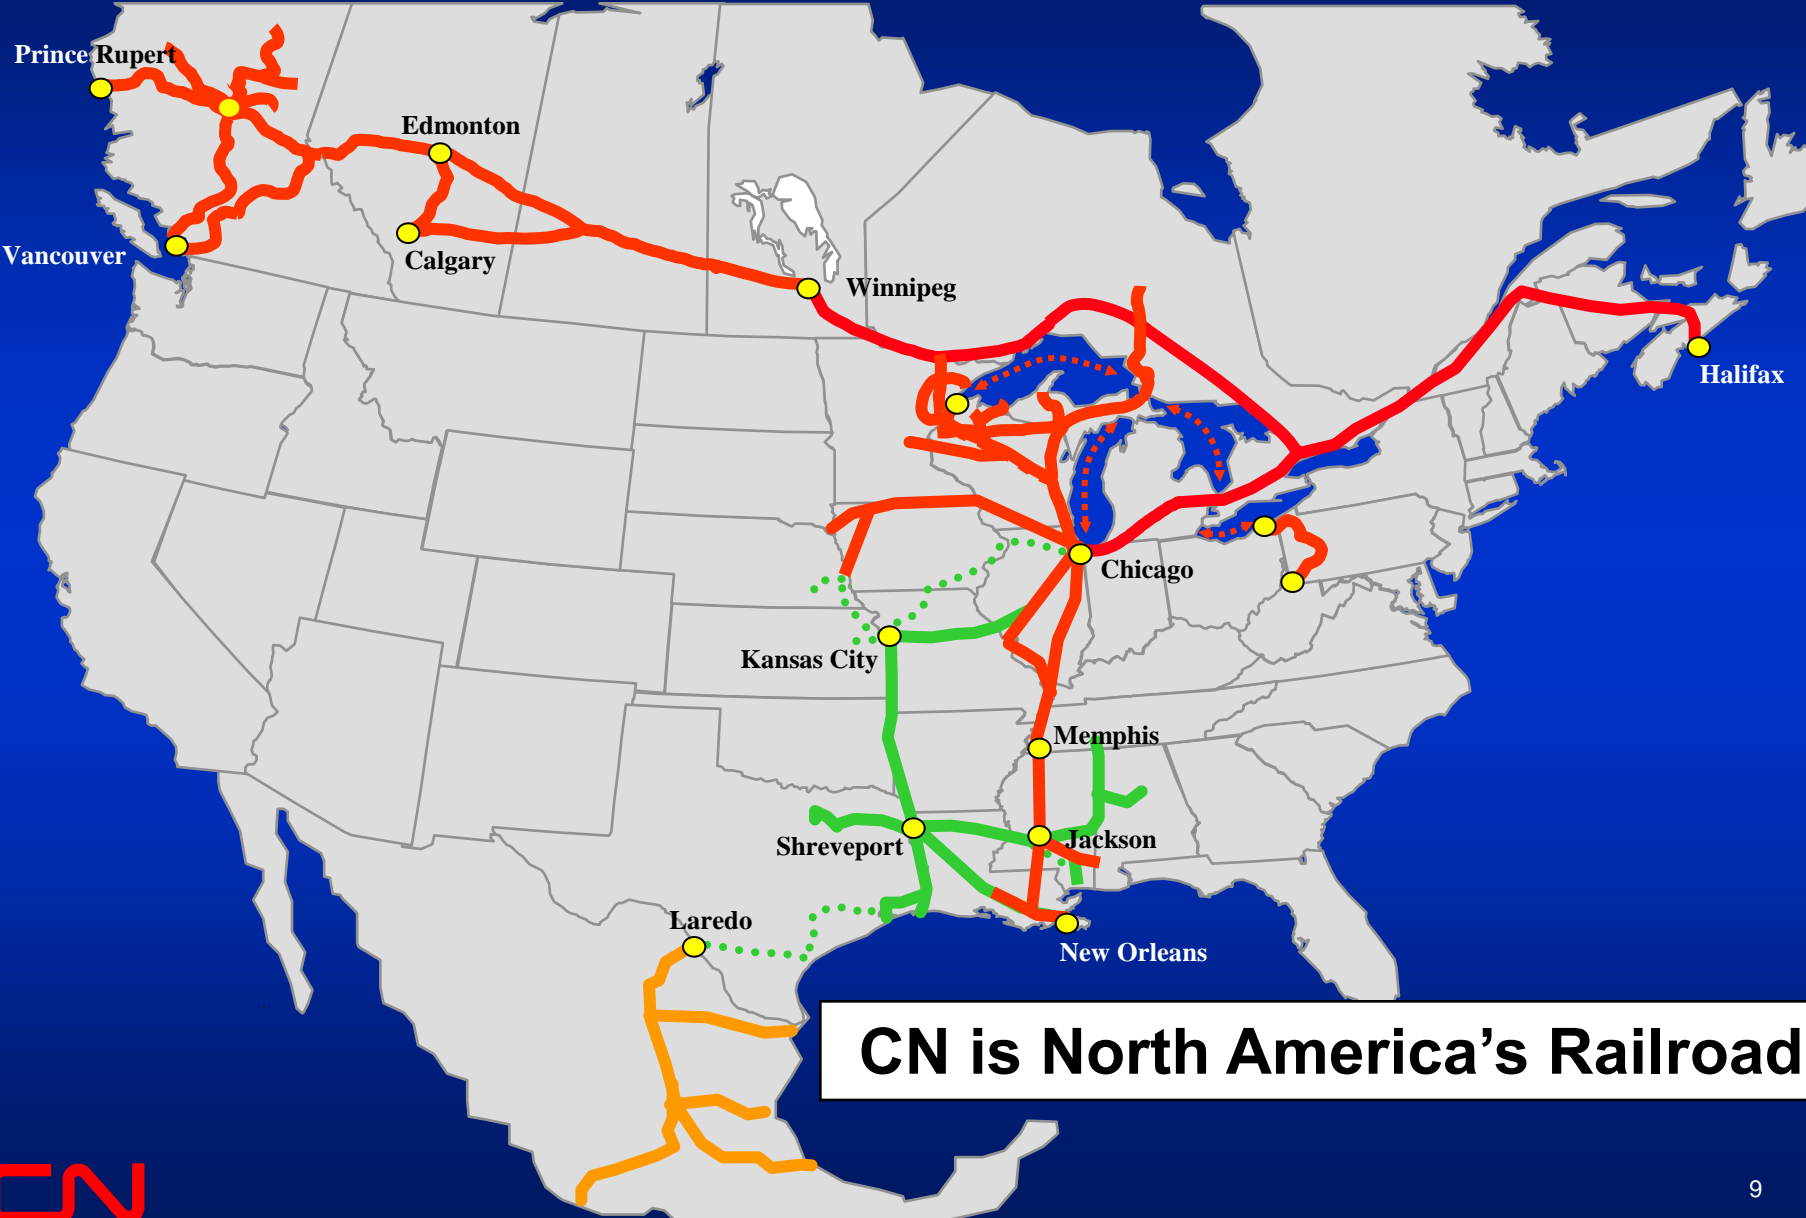 Prince Rupert
Edmonton
Vancouver
Calgary
Winnipeg
Halifax
Chicago
Kansas City
Memphis
Shreveport
Jackson
Laredo
New Orleans
CN is North America’s Railroad
CN
9